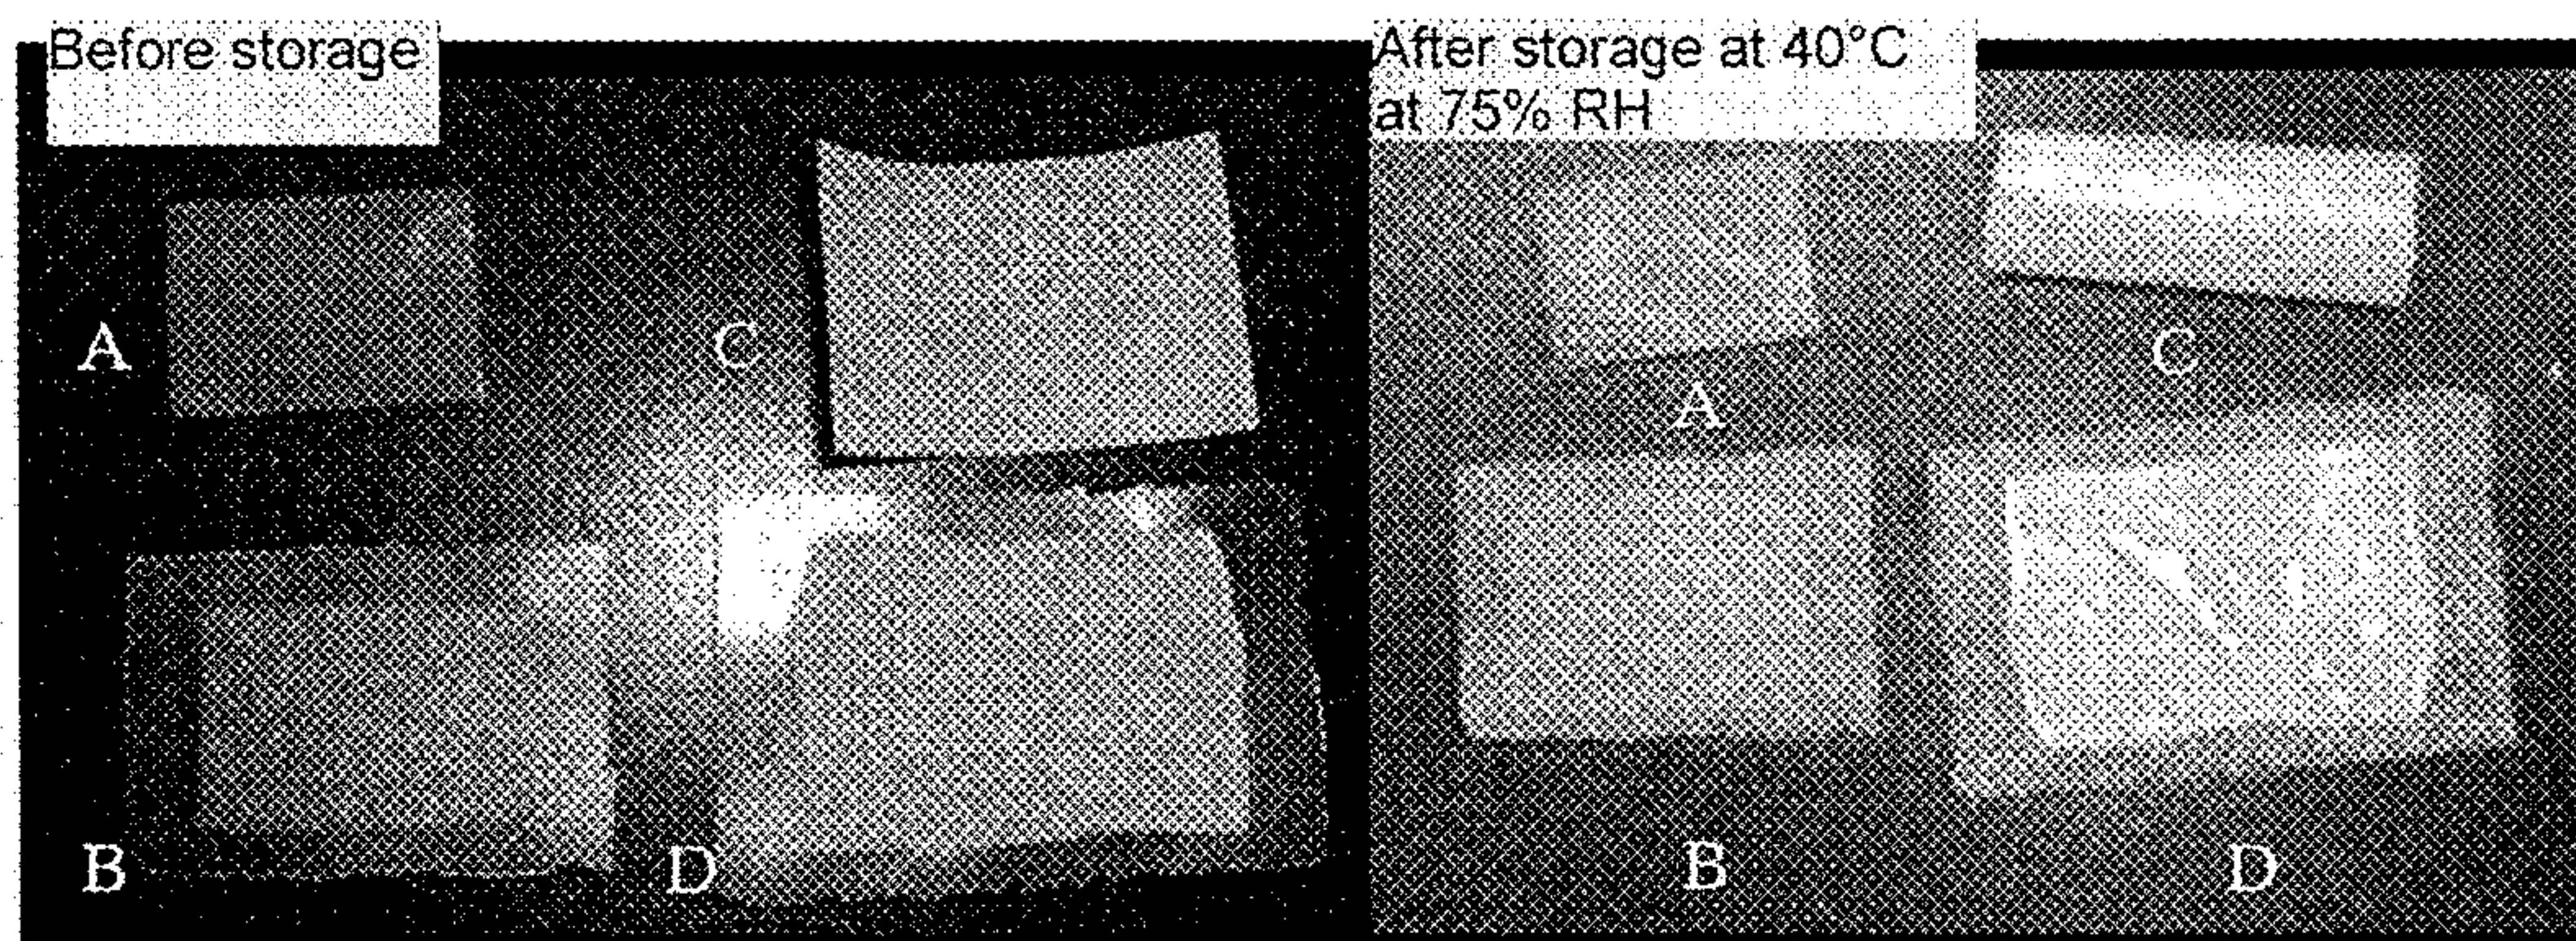 Before storage
After storage at 40°C
at 75% RH
A
C
B
D
A
C
B
D